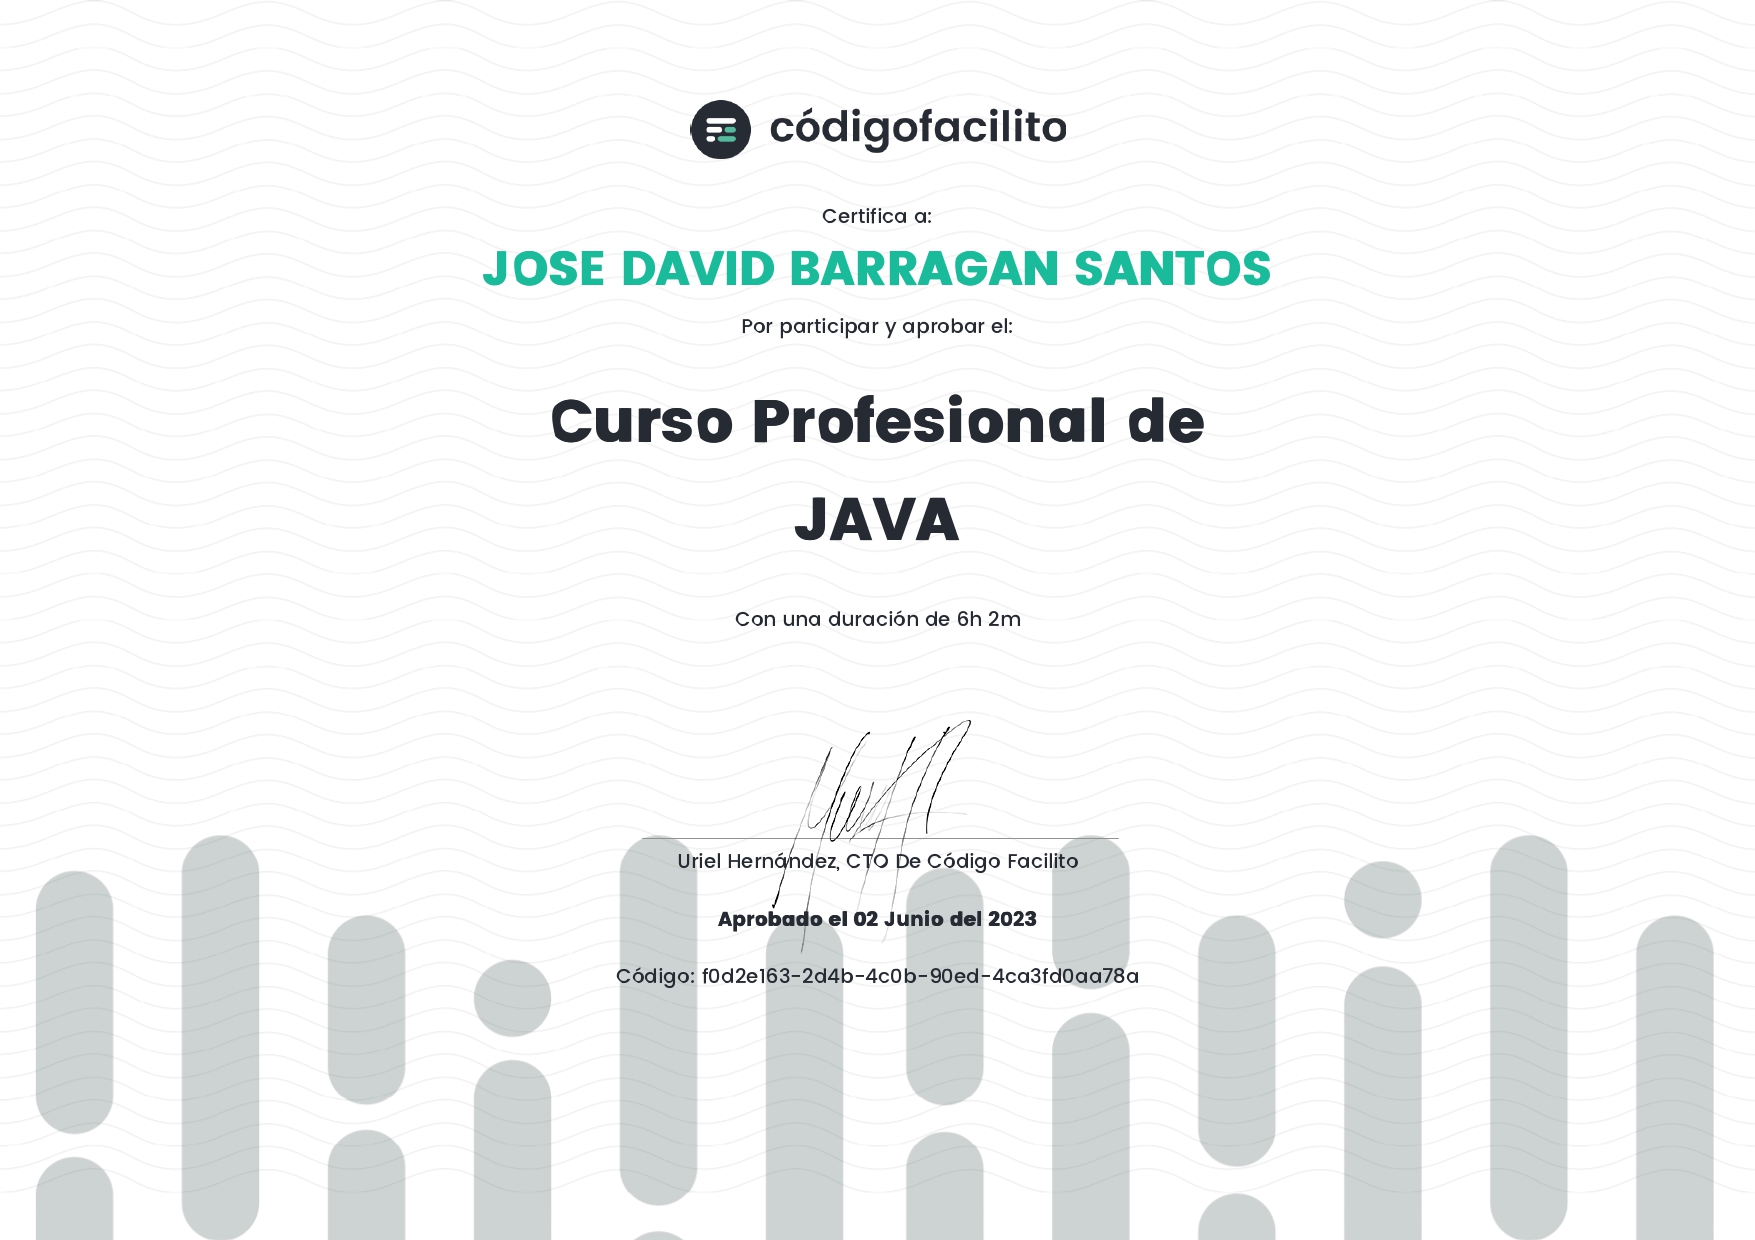 códigofacilito
Certifica a:
JOSE DAVID BARRAGAN SANTOS
Por participar y aprobar el:
Curso Profesional de
JAVA
Con una duración de 6h 2m
Uriel Hernández, CTO De Código Facilito
Aprobado el 02 Junio del 2023
Código: f0d2e163-2d4b-4c0b-90ed-4ca3fd0aa78a